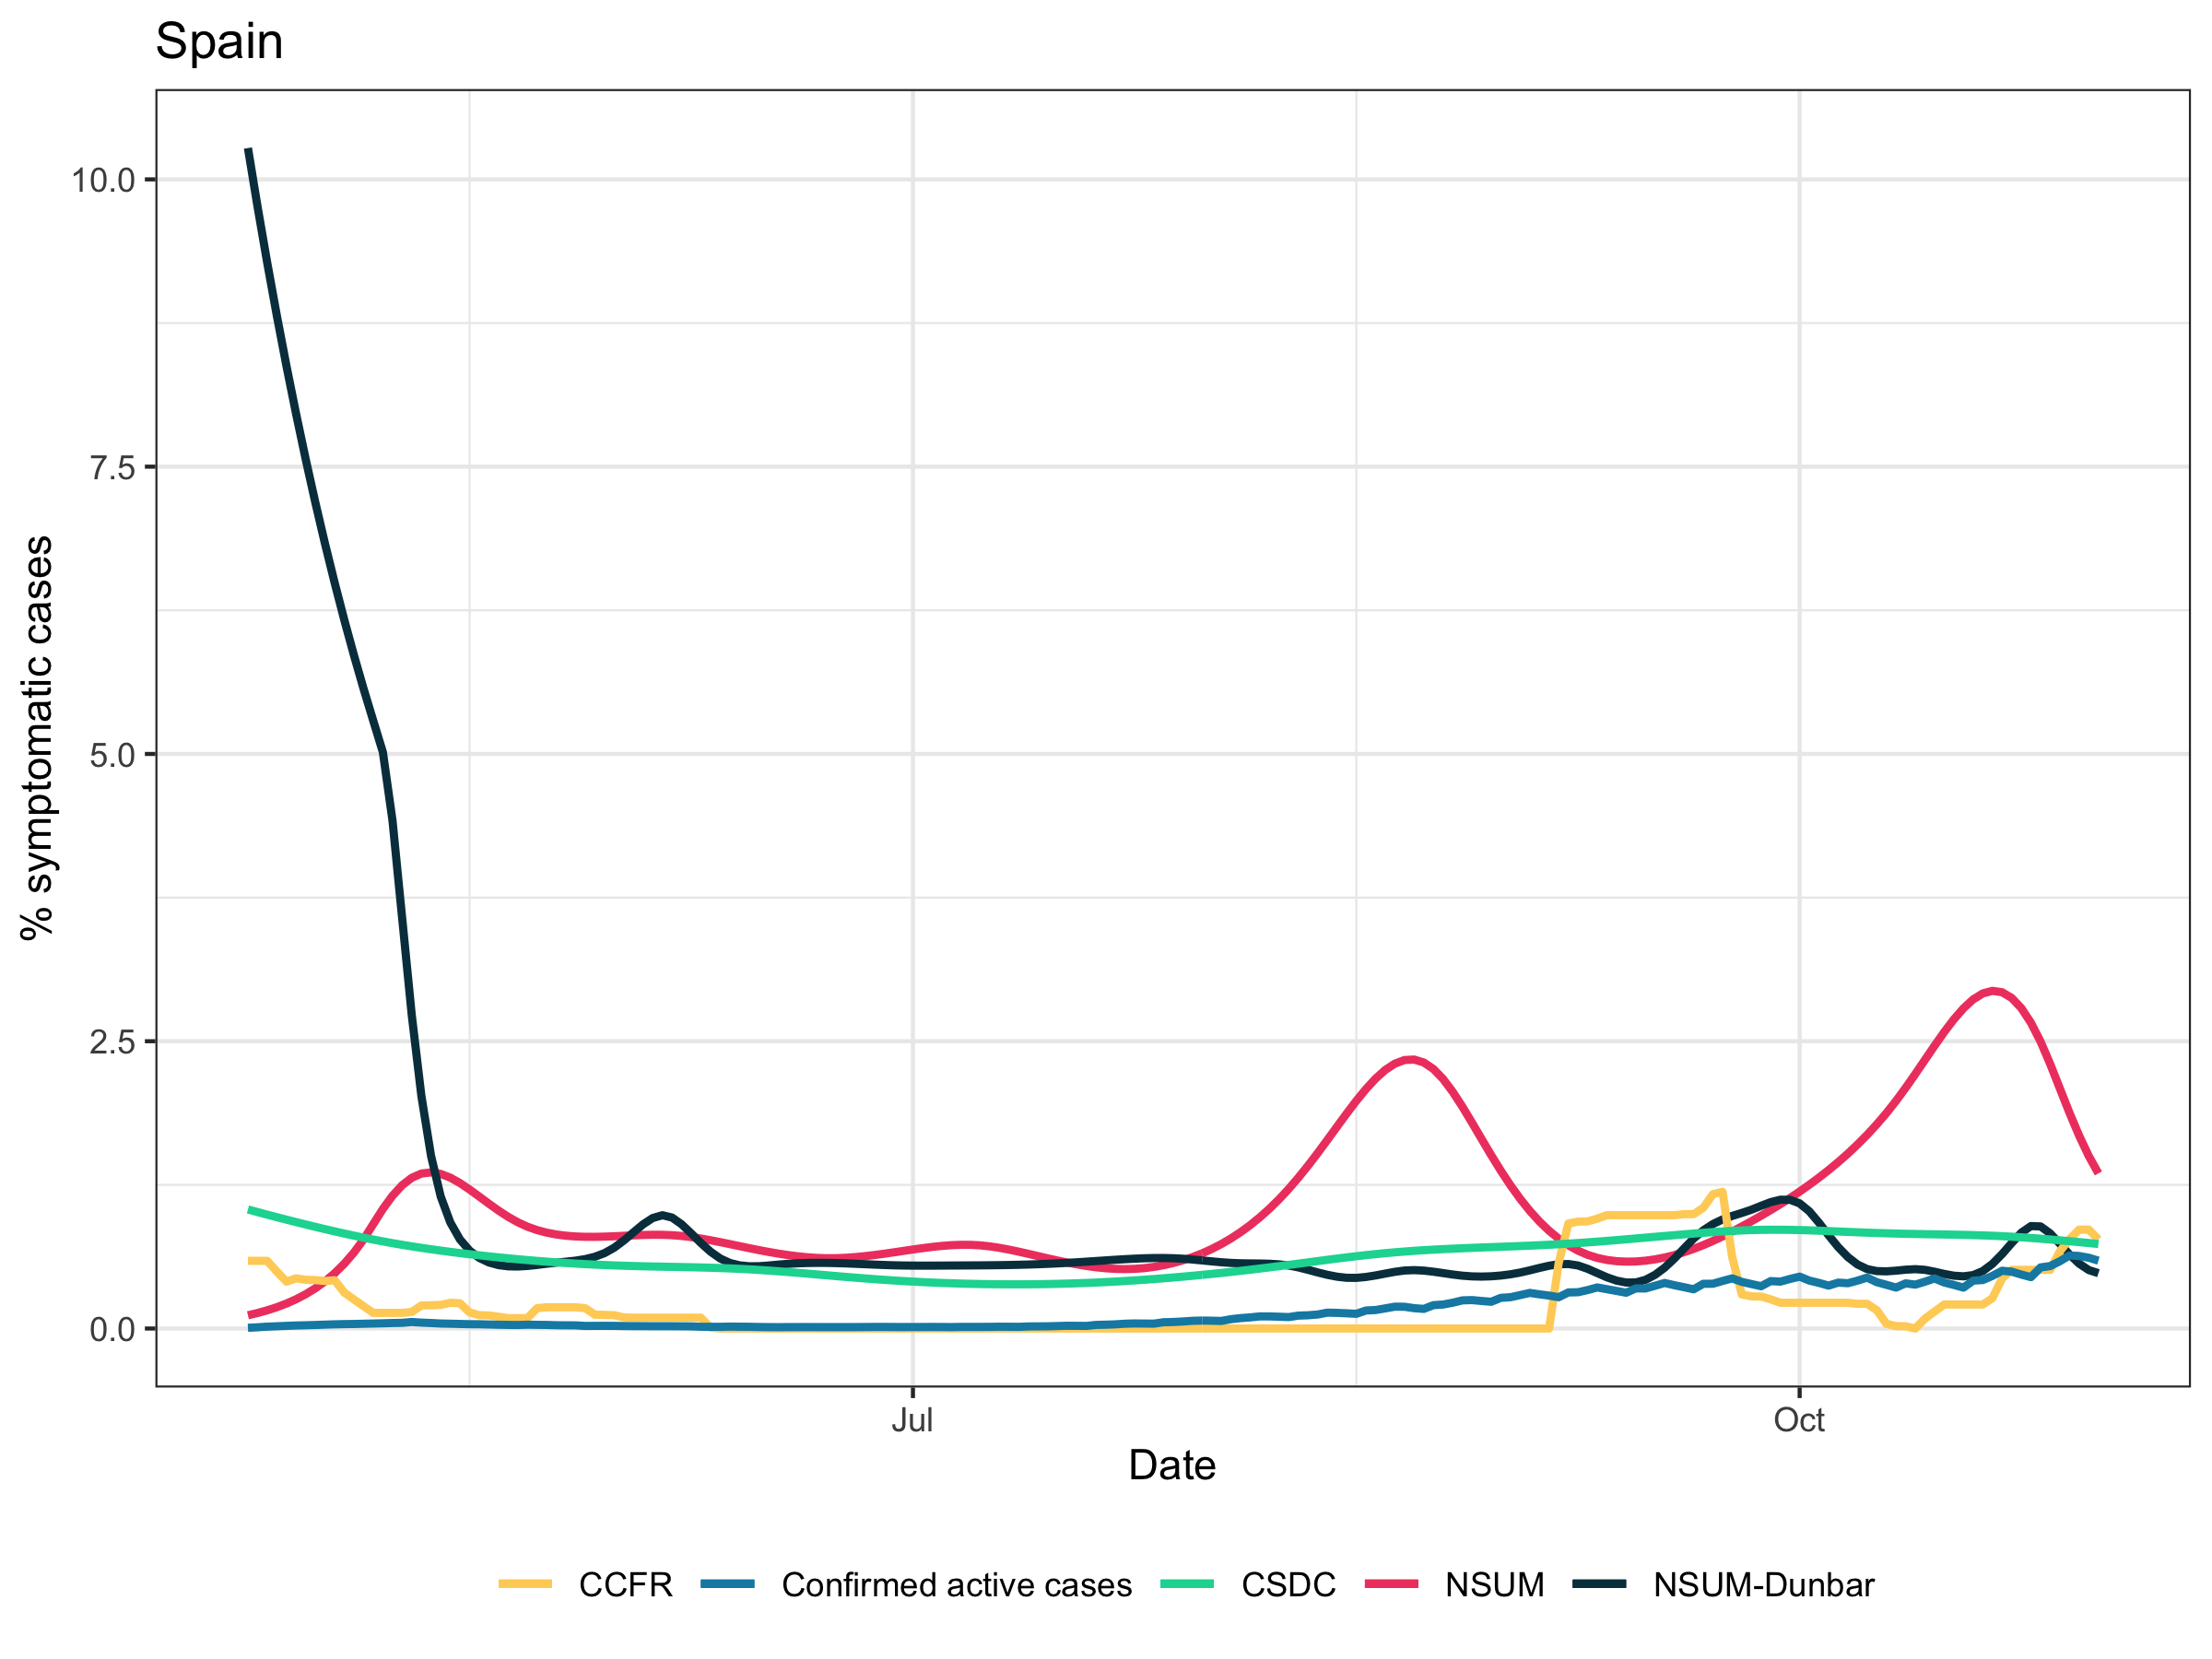 Spain
% symptomatic cases
10.0
7.5
5.0
2.5
0.0
Jul
Oct
Date
CCFR
Confirmed active cases
CSDC
NSUM
NSUM-Dunbar